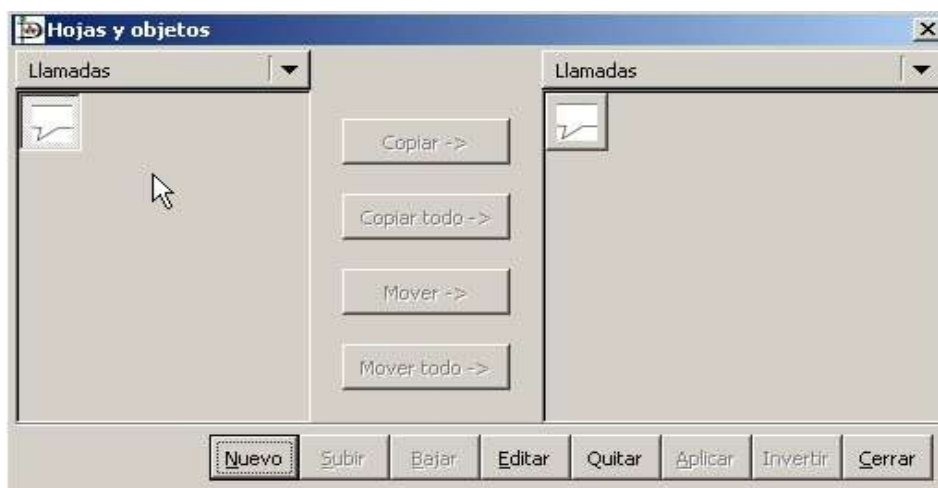 Hojas y objetos
Llamadas
Llamadas
Copiar ->
Copiar todo ->
Mover ->
Mover todo ->
Nuevo Subir Bajar Editar Quitar Aplicar Invertir Cerrar